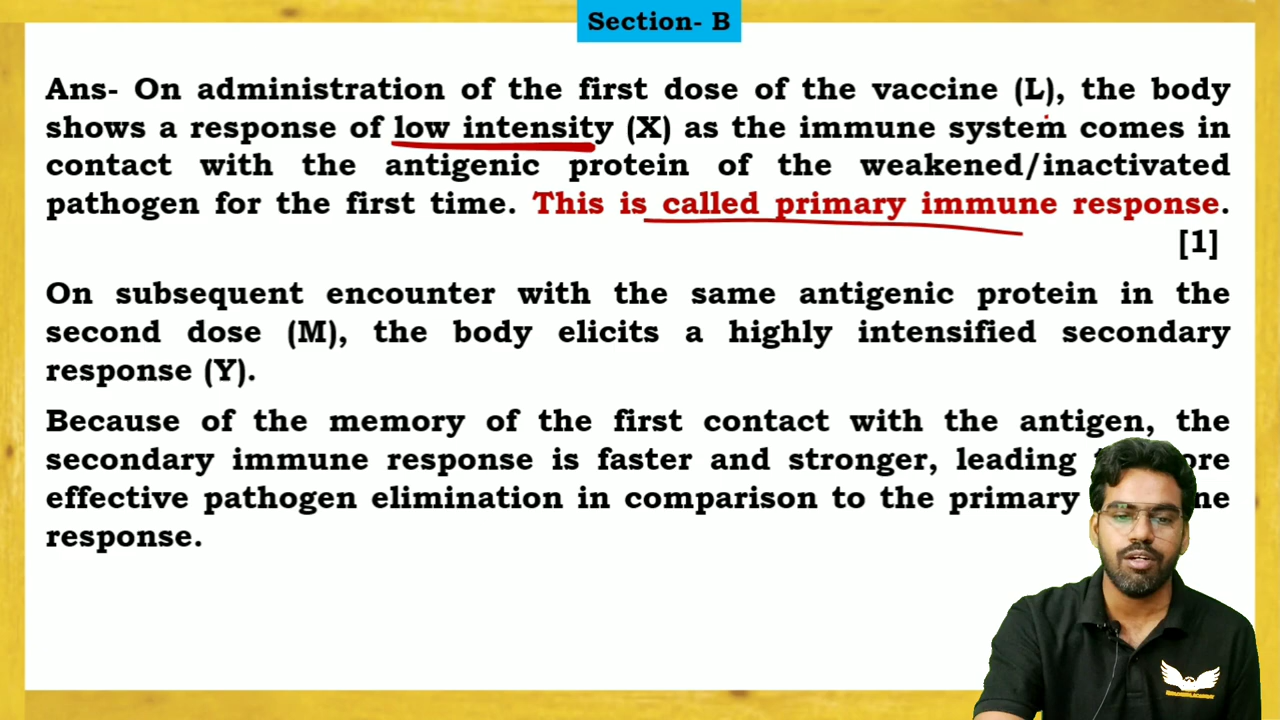 Section- B
Ans- On administration of the first dose of the vaccine (L), the body
shows a response of low intensity (X) as the immune system comes in
contact with the antigenic protein of the weakened/inactivated
pathogen for the first time. This is called primary immune response.
[1]
On subsequent encounter with the same antigenic protein in the
second dose (M), the body elicits a highly intensified secondary
response (Y).
Because of the memory of the first contact with the antigen, the
secondary immune response is faster and stronger, leading
effective pathogen elimination in comparison to the primary
response.